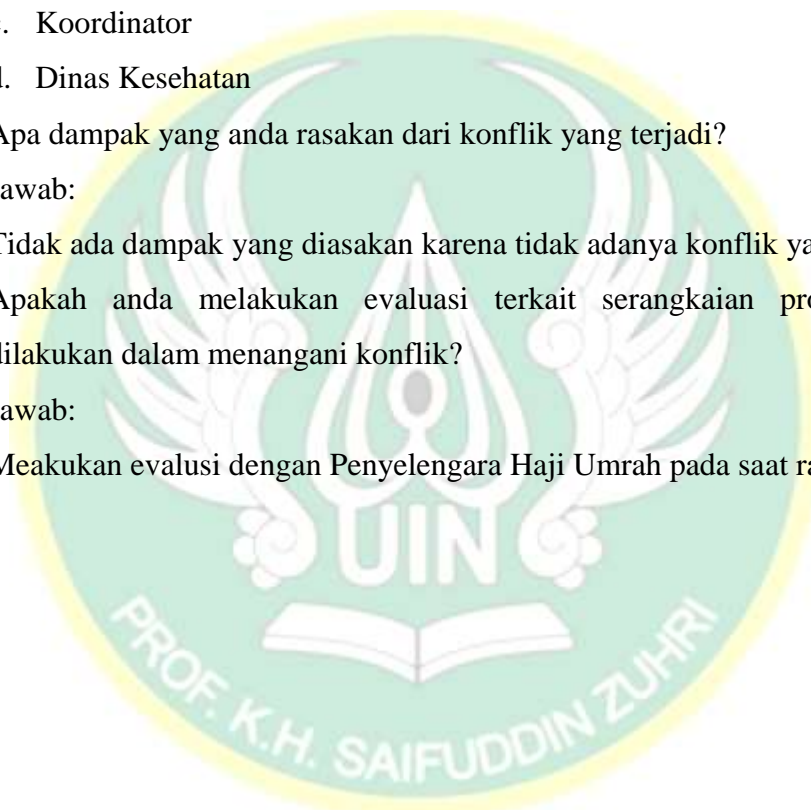 c. Koordinator
d. Dinas Kesehatan
Apa dampak yang anda rasakan dari konflik yang terjadi?
awab:
Tidak ada dampak yang diasakan karena tidak adanya konflik ya
Apakah anda melakukan evaluasi terkait serangkaian pro
dilakukan dalam menangani konflik?
awab:
Meakukan evalusi dengan Penyelengara Haji Umrah pada saat ra
UIN
PROF. K.H. SAIFUDDIN ZUHRI